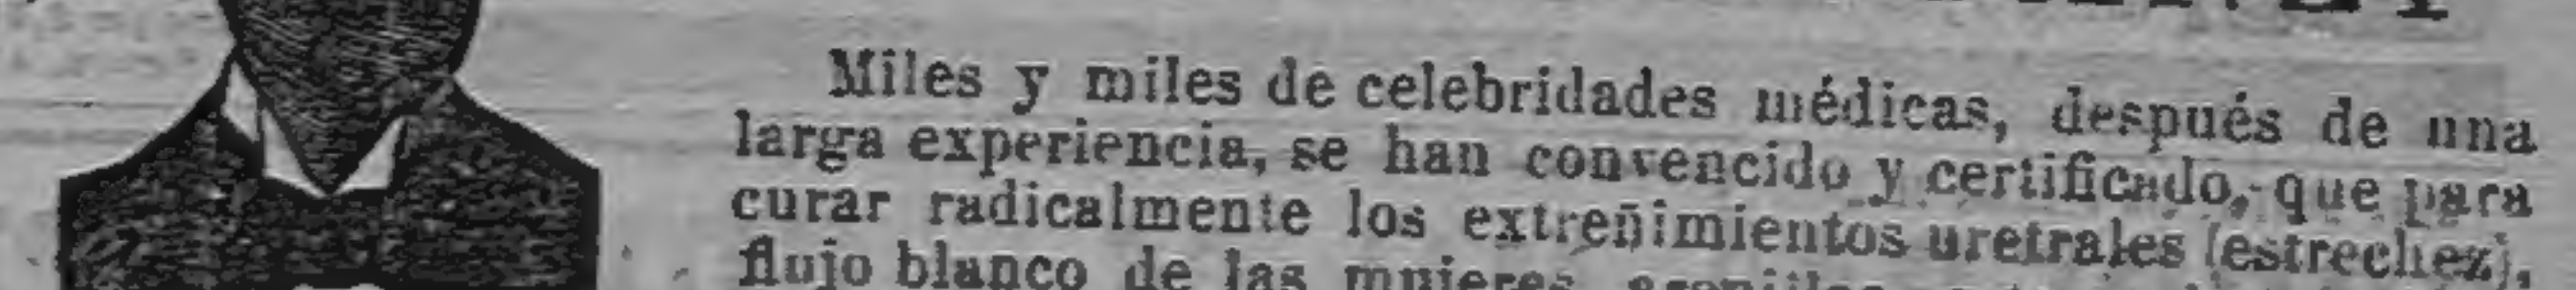 Miles y miles de celebridades médicas, después de una
larga experiencia, se han convencido y certificado, que para
curar radicalmente los extreñimientos uretrales (estrechez),
flujo blanco de las mujeres,